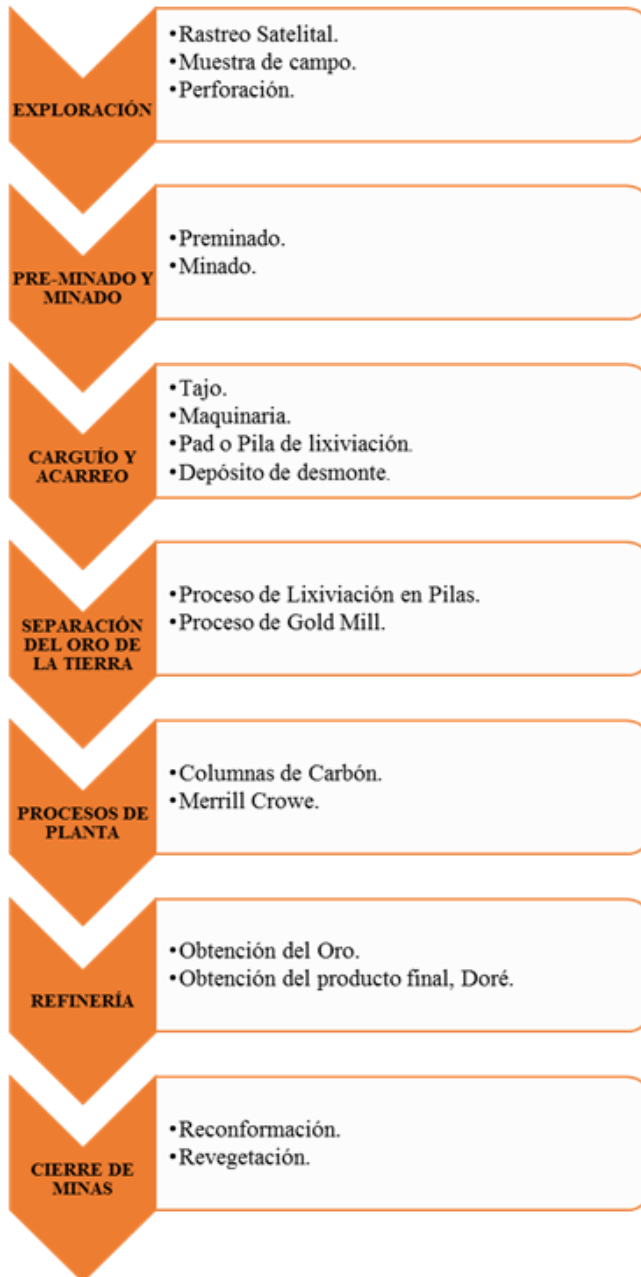 EXPLORACIÓN
•Rastreo Satelital.
•Muestra de campo.
•Perforación.
PRE-MINADO Y
MINADO
•Preminado.
•Minado.
CARGUÍO Y
ACARREO
•Tajo.
•Maquinaria.
•Pad o Pila de lixiviación.
•Depósito de desmonte.
SEPARACIÓN
DEL ORO DE
LA TIERRA
•Proceso de Lixiviación en Pilas.
•Proceso de Gold Mill.
PROCESOS DE
PLANTA
•Columnas de Carbón.
•Merrill Crowe.
REFINERÍA
•Obtención del Oro.
•Obtención del producto final, Doré.
CIERRE DE
MINAS
•Reconformación.
•Revegetación.